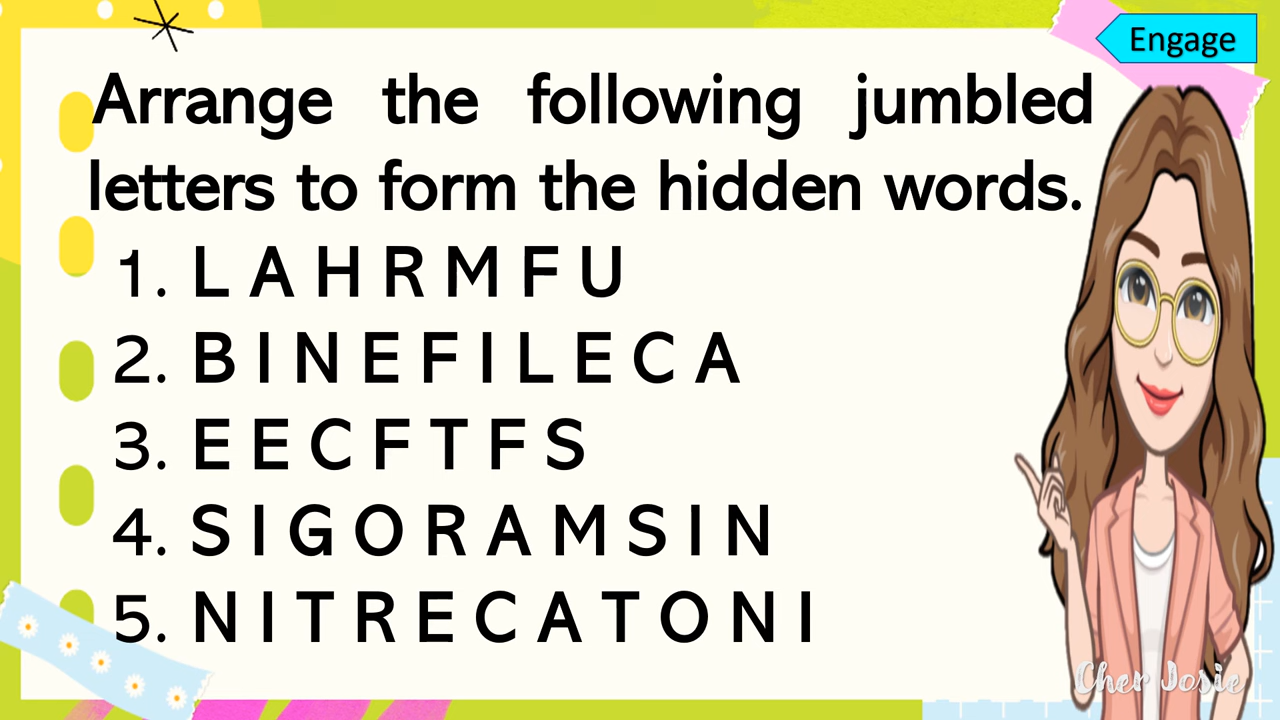 Engage
Arrange the following jumbled
letters to form the hidden words.
1. L A H R M F U
2. B I N E F I L E C A
3. E E C F T F S
4. S I G O R A M S I N
5. N I T R E C A T O N I
Cher Josie